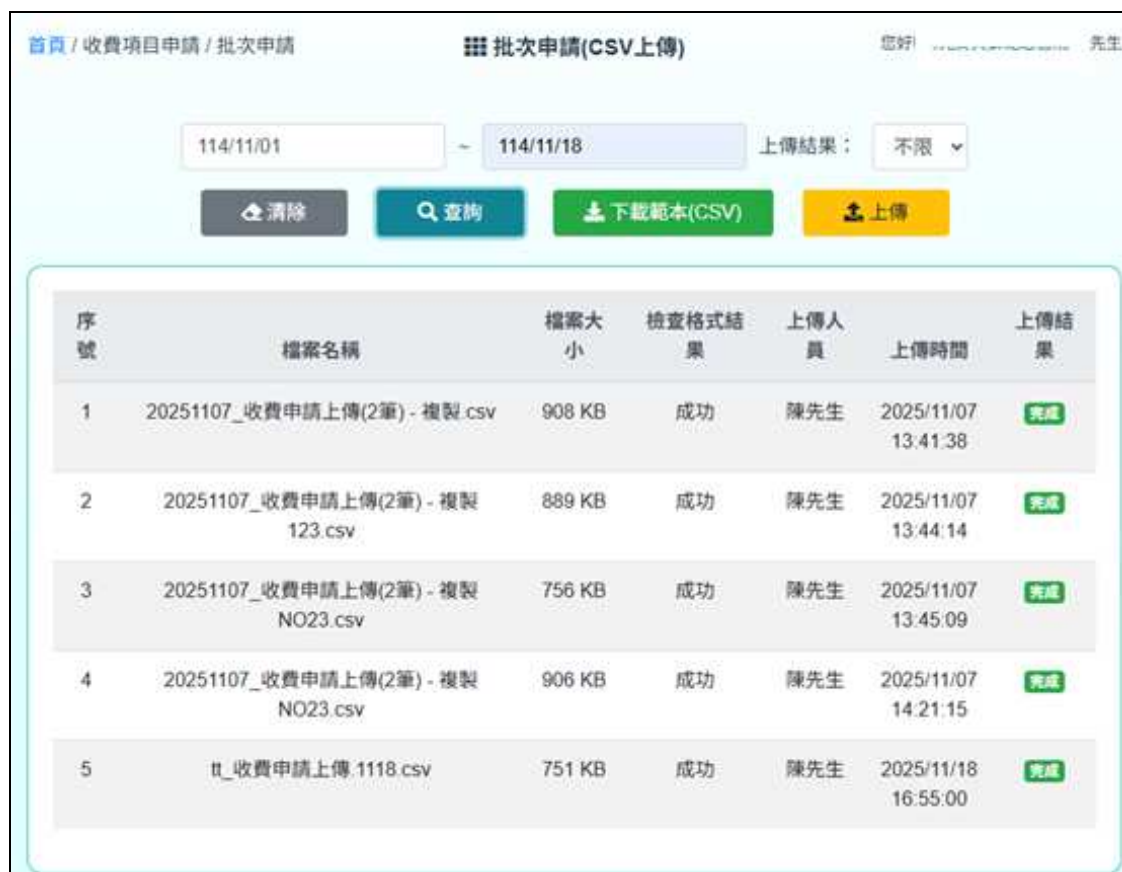 首頁 / 收費項目申請 / 批次申請
批次申請(CSV上傳)
您好!
先生
114/11/01 ~ 114/11/18 上傳結果： 不限
清除 查詢 下載範本(CSV) 上傳
序號 檔案名稱 檔案大小 檢查格式結果 上傳人員 上傳時間 上傳結果
1 20251107_收費申請上傳(2筆) - 複製.csv 908 KB 成功 陳先生 2025/11/07 13:41:38 完成
2 20251107_收費申請上傳(2筆) - 複製123.csv 889 KB 成功 陳先生 2025/11/07 13:44:14 完成
3 20251107_收費申請上傳(2筆) - 複製NO23.csv 756 KB 成功 陳先生 2025/11/07 13:45:09 完成
4 20251107_收費申請上傳(2筆) - 複製NO23.csv 906 KB 成功 陳先生 2025/11/07 14:21:15 完成
5 tt_收費申請上傳.1118.csv 751 KB 成功 陳先生 2025/11/18 16:55:00 完成